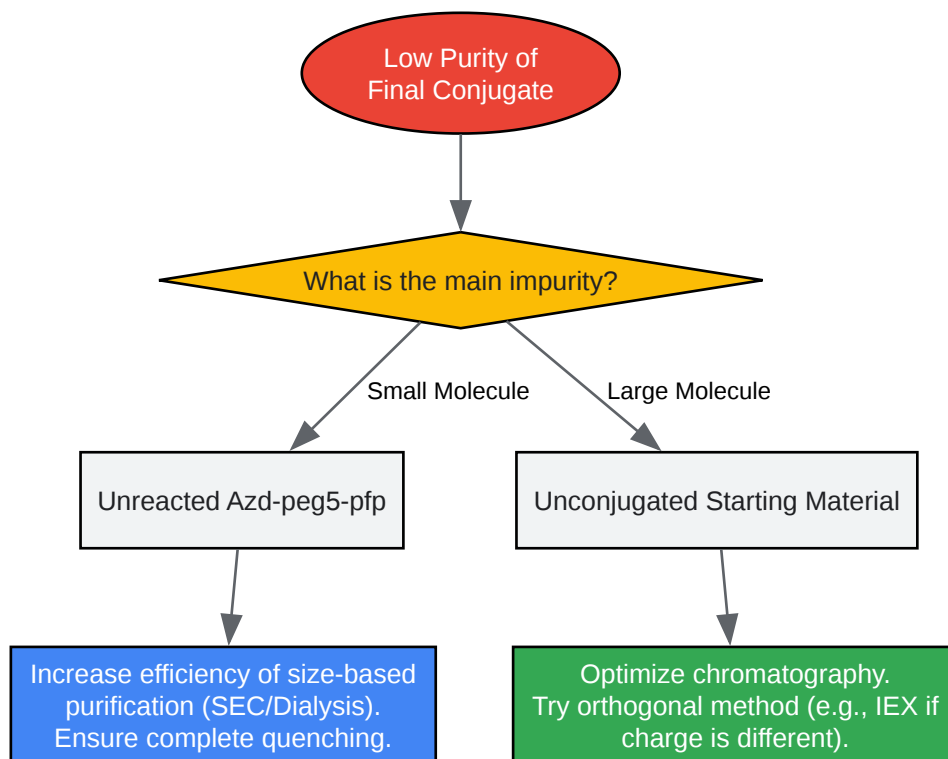 Low Purity of
Final Conjugate
What is the main impurity?
Small Molecule
Large Molecule
Unreacted Azd-peg5-pfp
Unconjugated Starting Material
Increase efficiency of size-based
purification (SEC/Dialysis).
Ensure complete quenching.
Optimize chromatography.
Try orthogonal method (e.g., IEX if
charge is different).